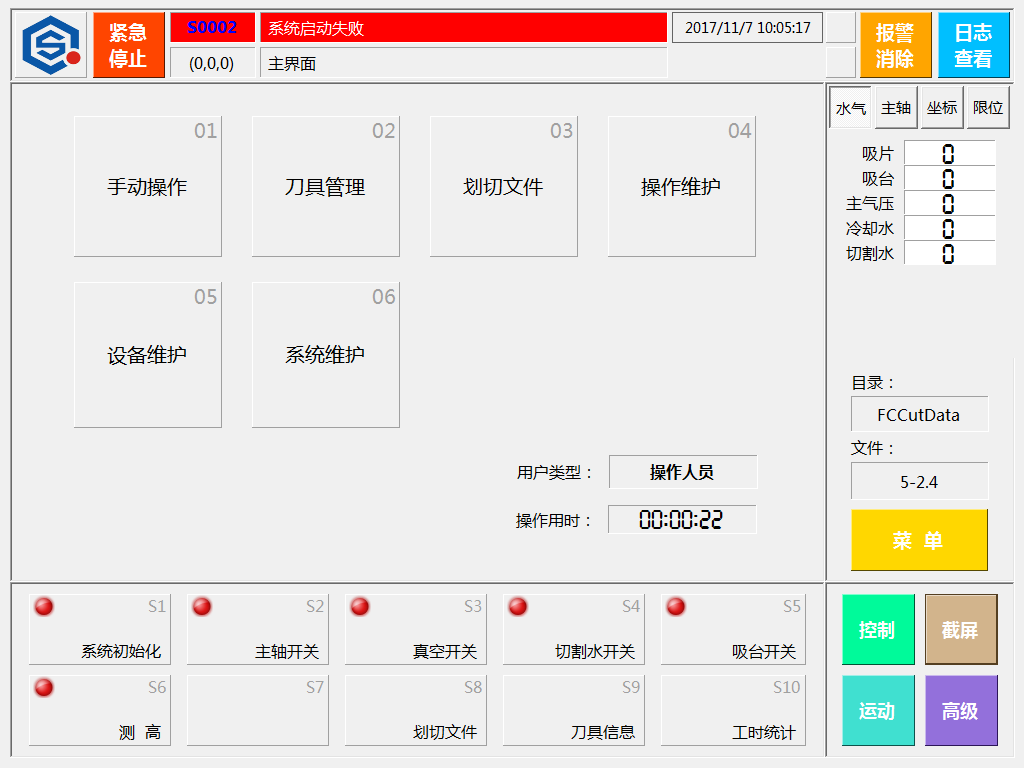 紧急
停止
S0002
系统启动失败
2017/11/7 10:05:17
报警
消除
日志
查看
(0,0,0)
主界面
水气
主轴
坐标
限位
01
手动操作
02
刀具管理
03
划切文件
04
操作维护
05
设备维护
06
系统维护
吸片 0
吸台 0
主气压 0
冷却水 0
切割水 0
目录：
FCCutData
文件：
5-2.4
菜 单
用户类型： 操作人员
操作用时： 00:00:22
S1
系统初始化
S2
主轴开关
S3
真空开关
S4
切割水开关
S5
吸台开关
S6
测 高
S7
S8
划切文件
S9
刀具信息
S10
工时统计
控制
截屏
运动
高级